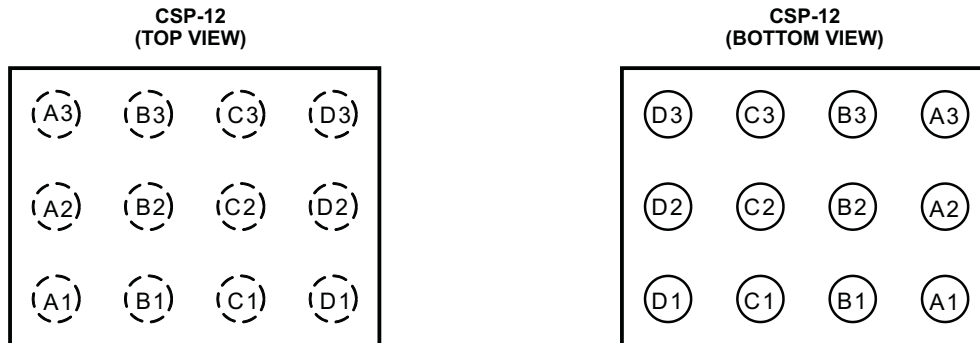 CSP-12
(TOP VIEW)
A3 B3 C3 D3
A2 B2 C2 D2
A1 B1 C1 D1
CSP-12
(BOTTOM VIEW)
D3 C3 B3 A3
D2 C2 B2 A2
D1 C1 B1 A1